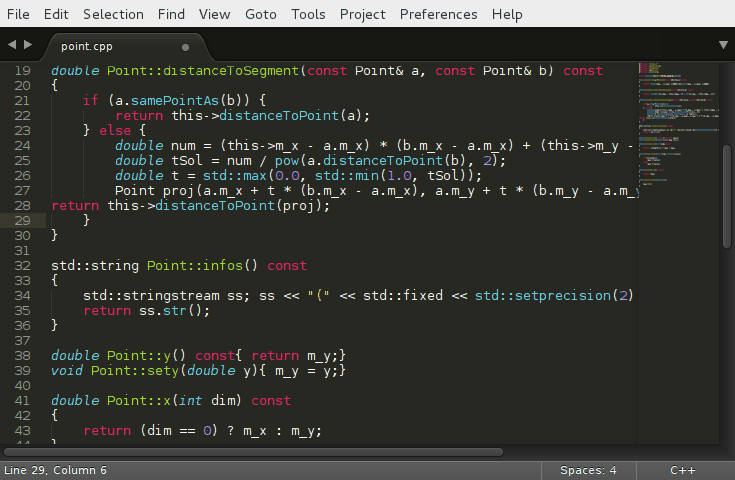 File Edit Selection Find View Goto Tools Project Preferences Help
point.cpp
19 double Point::distanceToSegment(const Point& a, const Point& b) const
20 {
21     if (a.samePointAs(b)) {
22         return this->distanceToPoint(a);
23     } else {
24         double num = (this->m_x - a.m_x) * (b.m_x - a.m_x) + (this->m_y -
25         double tSol = num / pow(a.distanceToPoint(b), 2);
26         double t = std::max(0.0, std::min(1.0, tSol));
27         Point proj(a.m_x + t * (b.m_x - a.m_x), a.m_y + t * (b.m_y - a.m_y
28 return this->distanceToPoint(proj);
29     }
30 }
31
32 std::string Point::infos() const
33 {
34     std::stringstream ss; ss << "(" << std::fixed << std::setprecision(2)
35     return ss.str();
36 }
37
38 double Point::y() const{ return m_y;}
39 void Point::sety(double y){ m_y = y;}
40
41 double Point::x(int dim) const
42 {
43     return (dim == 0) ? m_x : m_y;
44 }
Line 29, Column 6 Spaces: 4 C++